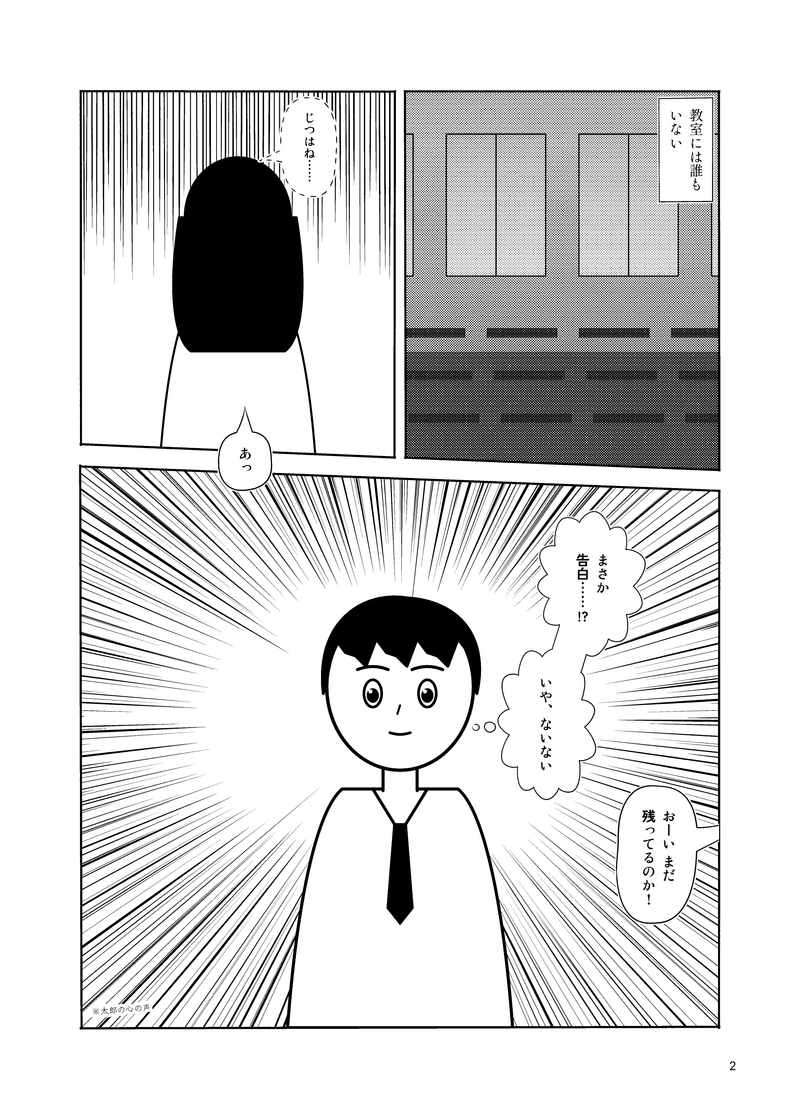 教室には誰も
いない
じつはね……
あっ
まさか
告白……!?
いや、ないない
おーい まだ
残ってるのか！
※太郎の心の声
2